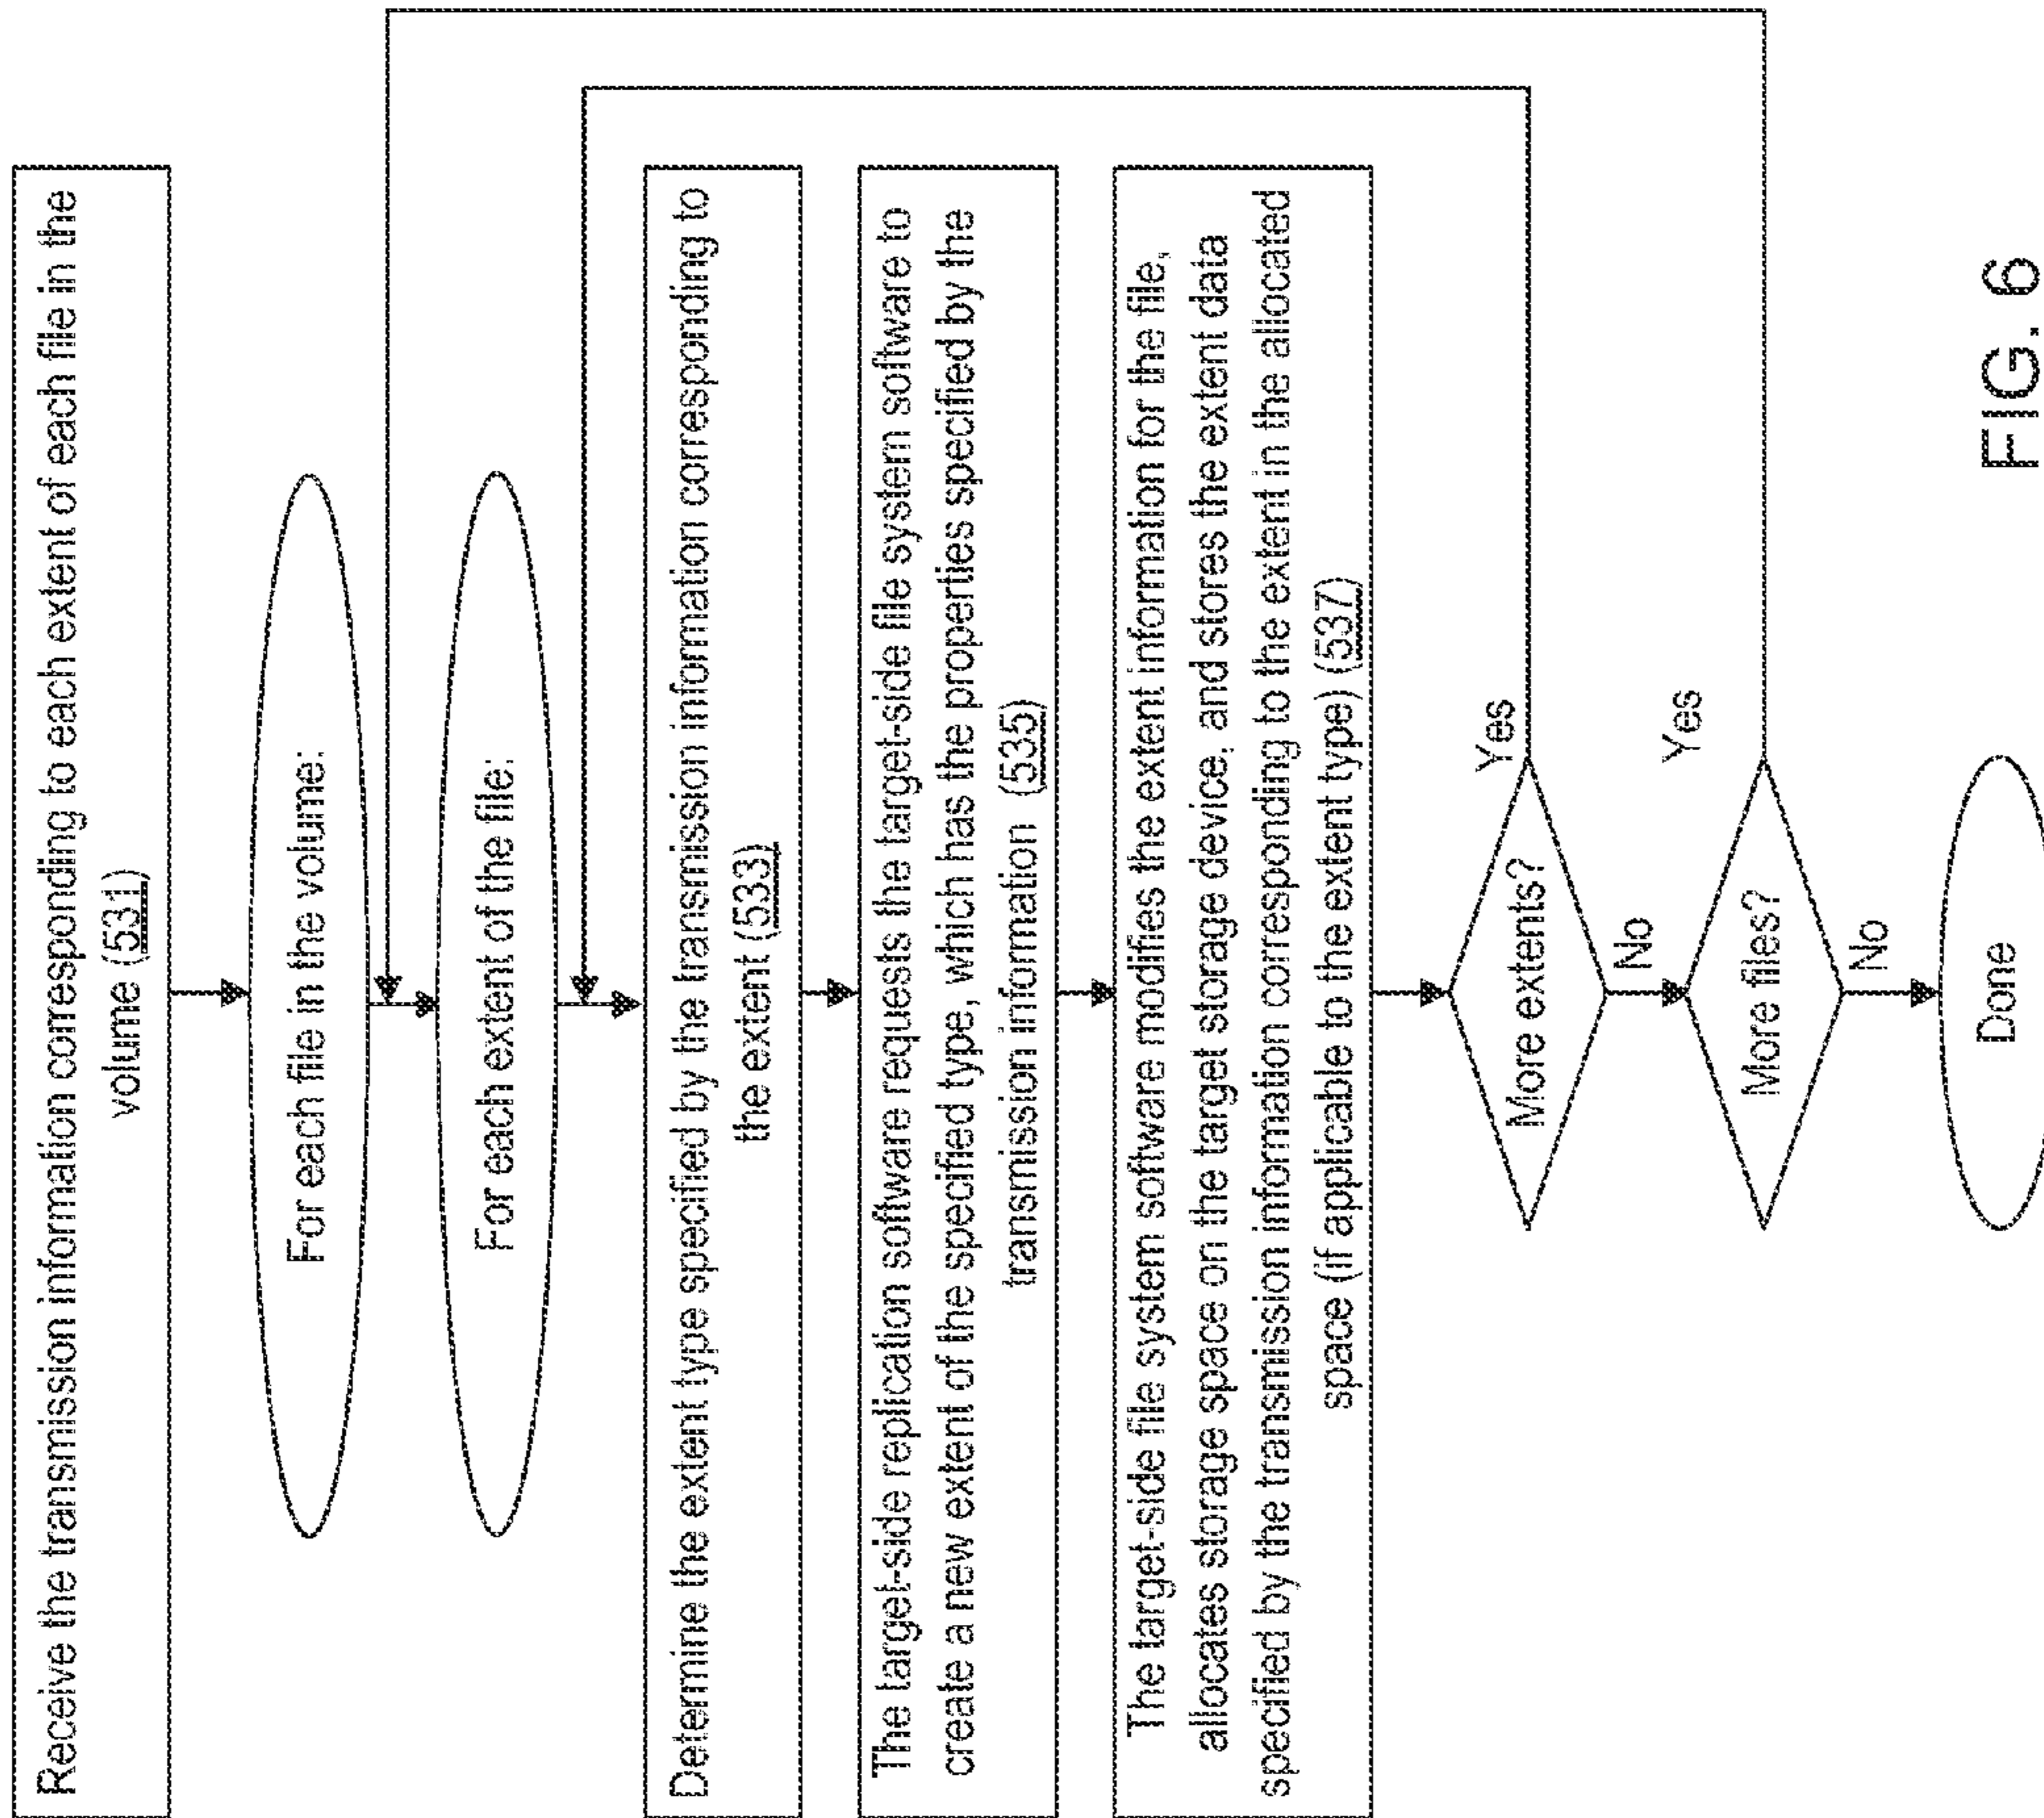 Receive the transmission information corresponding to each extent of each file in the
volume (531)
For each file in the volume:
For each extent of the file:
Determine the extent type specified by the transmission information corresponding to
the extent (533)
The target-side replication software requests the target-side file system software to
create a new extent of the specified type, which has the properties specified by the
transmission information (535)
The target-side file system software modifies the extent information for the file,
allocates storage space on the target storage device, and stores the extent data
specified by the transmission information corresponding to the extent in the allocated
space (if applicable to the extent type) (537)
More extents?
Yes
No
More files?
Yes
No
Done
FIG. 6